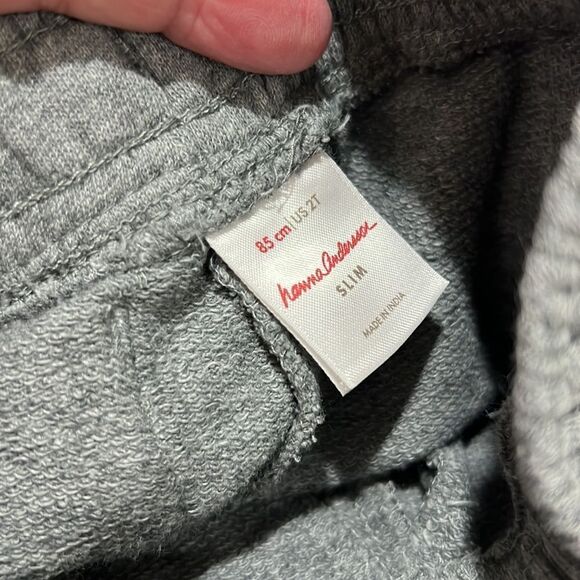 85 cm | US 2T
hanna andersson
SLIM
MADE IN INDIA